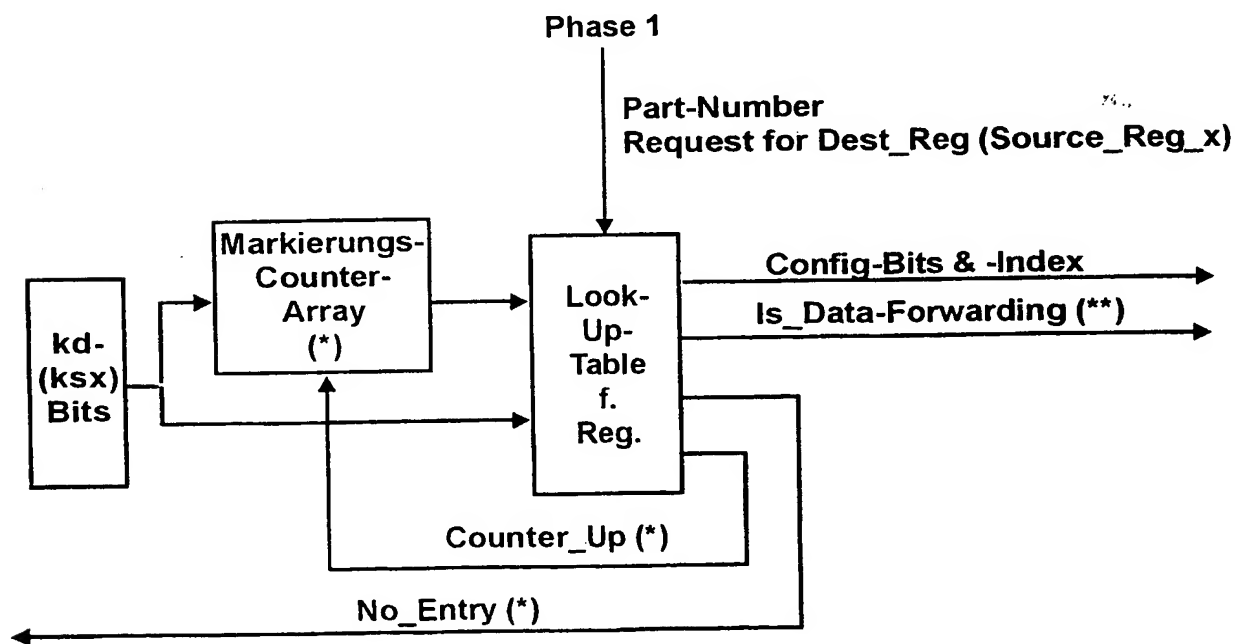 Phase 1
Part-Number
Request for Dest_Reg (Source_Reg_x)
Markierungs-
Counter-
Array
(*)
kd-
(ksx)
Bits
Look-
Up-
Table
f.
Reg.
Config-Bits & -Index
Is_Data-Forwarding (**)
Counter_Up (*)
No_Entry (*)